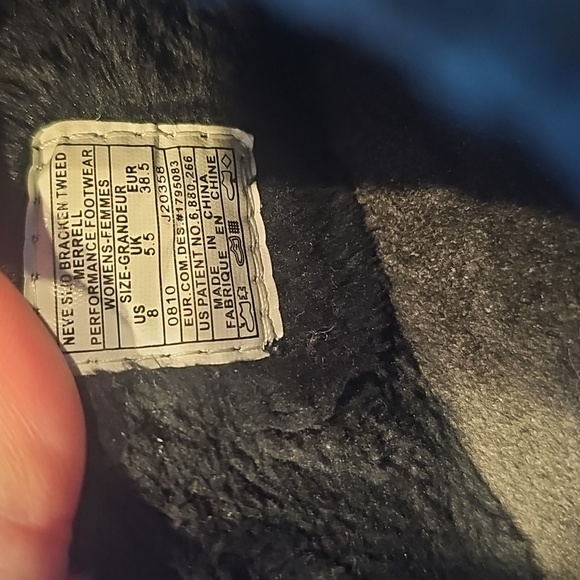 NEVE SLIO BRACKEN TWEED
MERRELL
PERFORMANCE FOOTWEAR
WOMENS-FEMMES
SIZE-GRANDEUR
US UK EUR
8 5.5 38.5
0810 J20358
EUR.COM.DES-#1795083
US PATENT NO.6,880,266
MADE IN CHINA
FABRIQUE EN CHINE